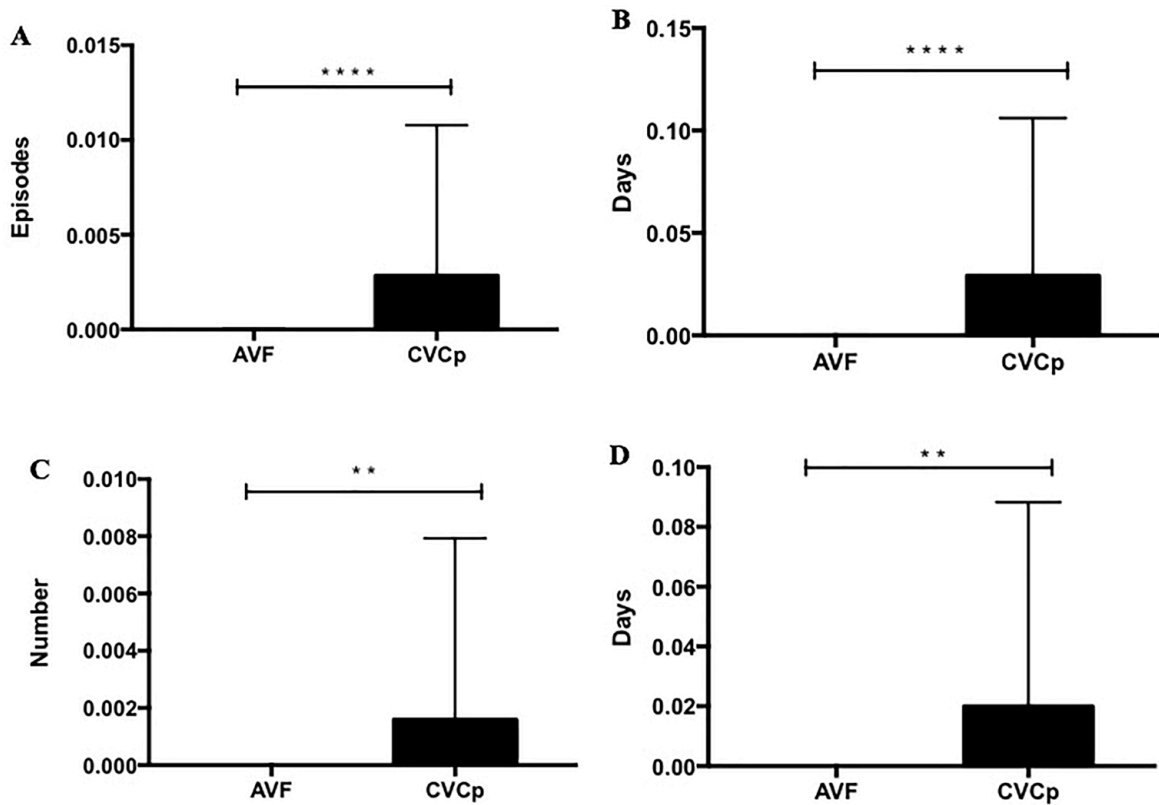 A
Episodes
0.015
0.010
0.005
0.000
* * * *
AVF CVCp
B
Days
0.15
0.10
0.05
0.00
* * * *
AVF CVCp
C
Number
0.010
0.008
0.006
0.004
0.002
0.000
* *
AVF CVCp
D
Days
0.10
0.08
0.06
0.04
0.02
0.00
* *
AVF CVCp